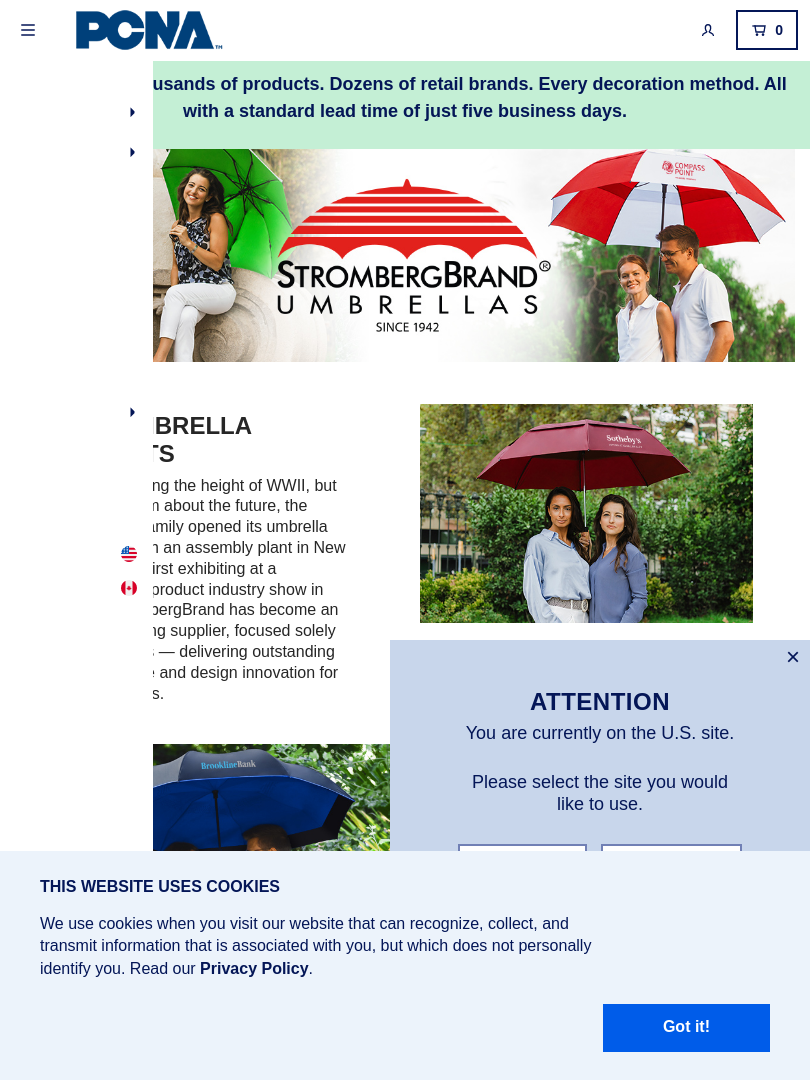 PCNA™
0
usands of products. Dozens of retail brands. Every decoration method. All
with a standard lead time of just five business days.
COMPASS
POINT
STROMBERGBRAND®
UMBRELLAS
SINCE 1942
BRELLA
TS
ng the height of WWII, but
about the future, the
amily opened its umbrella
an assembly plant in New
irst exhibiting at a
product industry show in
bergBrand has become an
ng supplier, focused solely
— delivering outstanding
and design innovation for
s.
Sotheby's
ATTENTION
You are currently on the U.S. site.
Please select the site you would
like to use.
BrooklineBank
THIS WEBSITE USES COOKIES
We use cookies when you visit our website that can recognize, collect, and
transmit information that is associated with you, but which does not personally
identify you. Read our Privacy Policy.
Got it!